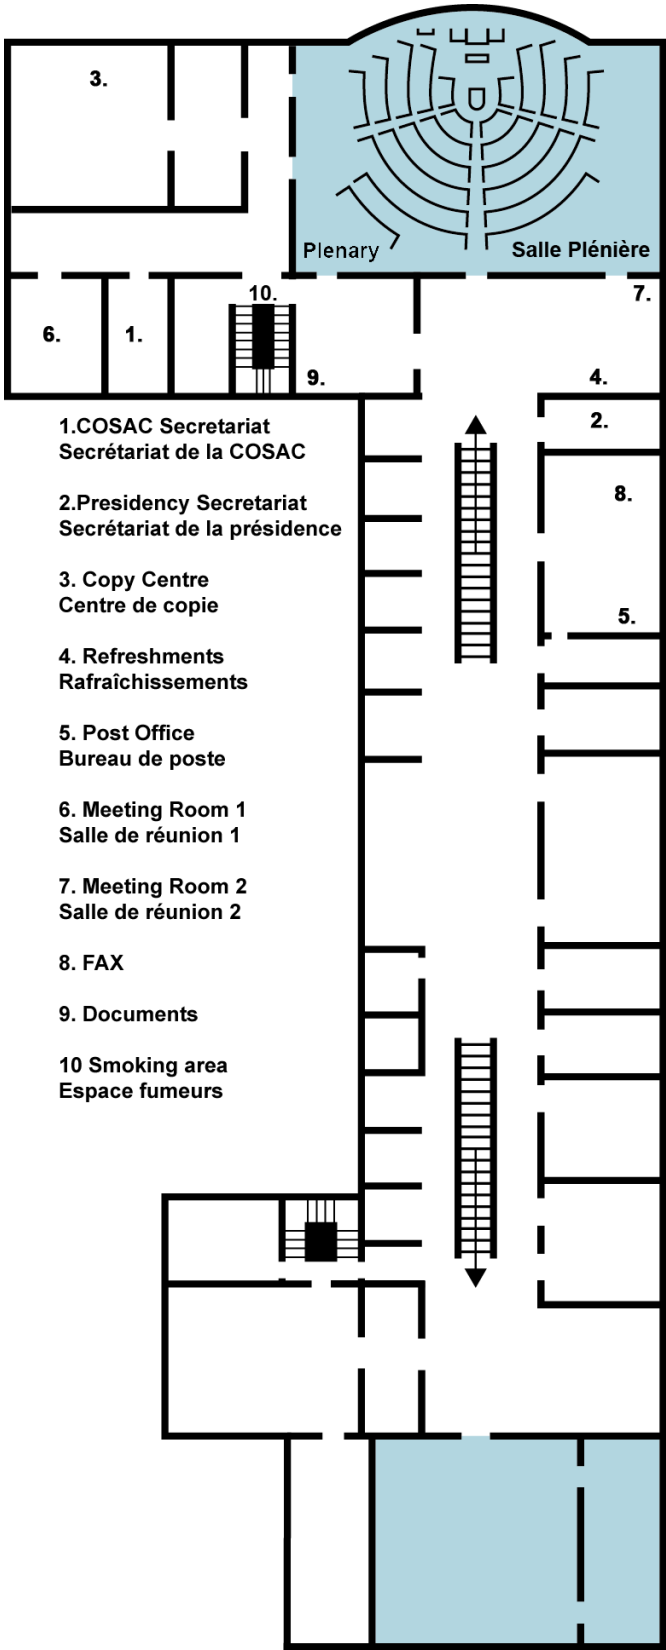 3.
Plenary
Salle Plénière
10.
7.
6.
1.
9.
4.
2.
8.
5.
1.COSAC Secretariat
Secrétariat de la COSAC
2.Presidency Secretariat
Secrétariat de la présidence
3. Copy Centre
Centre de copie
4. Refreshments
Rafraîchissements
5. Post Office
Bureau de poste
6. Meeting Room 1
Salle de réunion 1
7. Meeting Room 2
Salle de réunion 2
8. FAX
9. Documents
10 Smoking area
Espace fumeurs